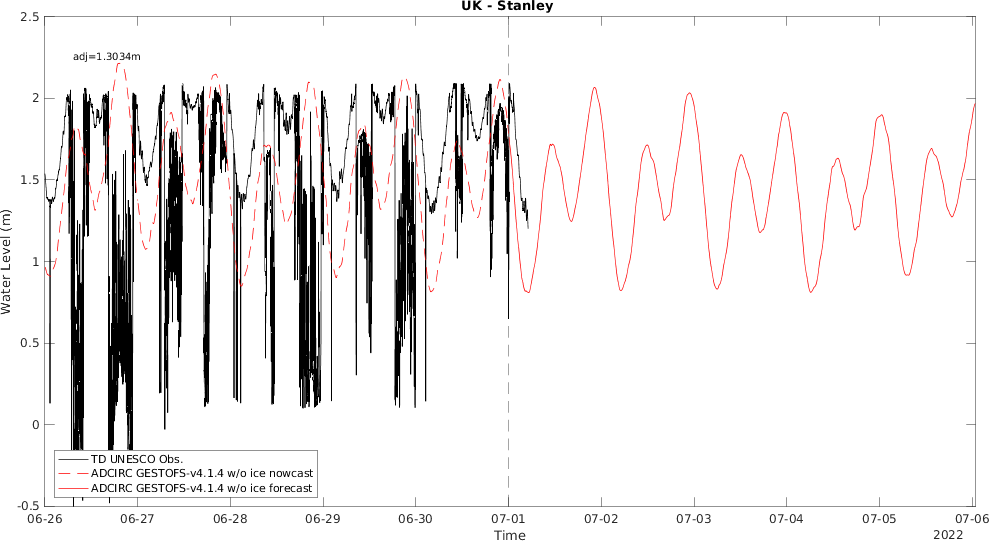 UK - Stanley
adj=1.3034m
Water Level (m)
2.5
2
1.5
1
0.5
0
-0.5
TD UNESCO Obs.
ADCIRC GESTOFS-v4.1.4 w/o ice nowcast
ADCIRC GESTOFS-v4.1.4 w/o ice forecast
06-26 06-27 06-28 06-29 06-30 07-01 07-02 07-03 07-04 07-05 07-06
Time
2022